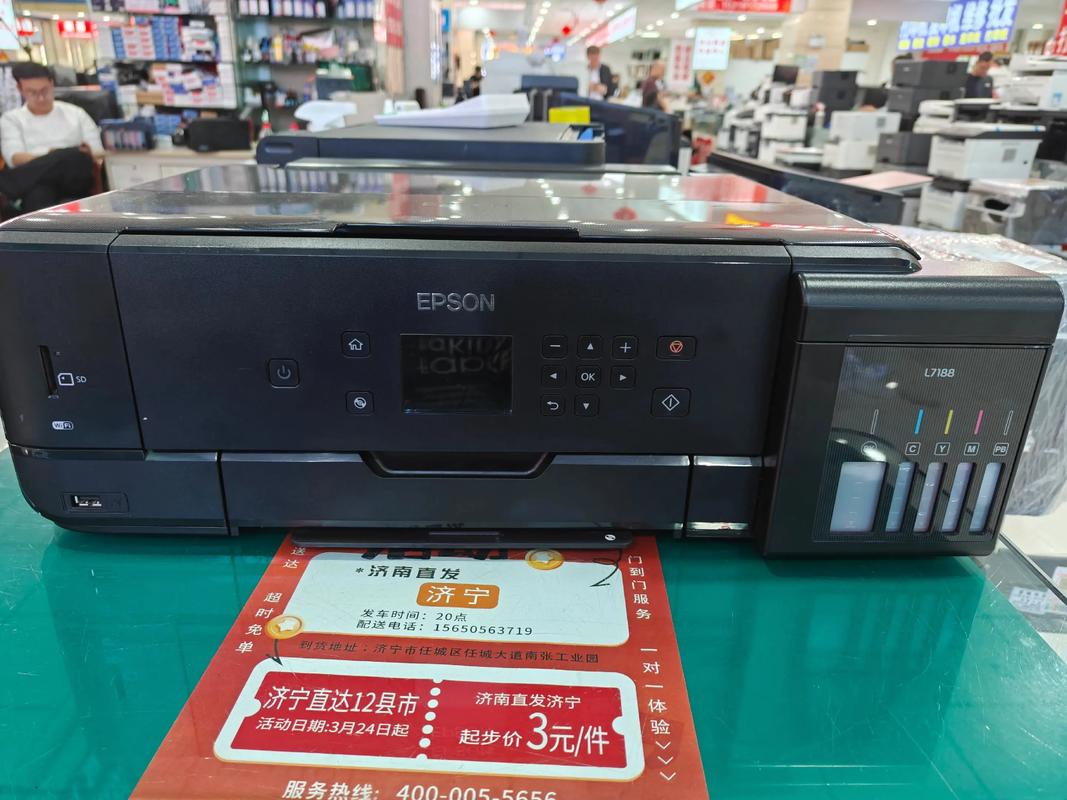 EPSON
OK
SD
WiFi
L7188
C Y M PB
送达
超时免单
门到门服务
一对一体验
*济南直发
济宁
发车时间：20点
配送电话：15650563719
到货地址：济宁市任城区任城大道南张工业园
济宁直达12县市
活动日期:3月24日起
济南直发济宁
起步价3元/件
服务热线：400-005-5656